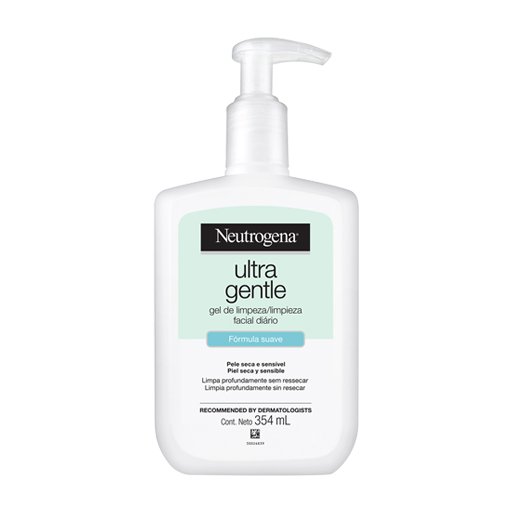 Neutrogena®
ultra
gentle
gel de limpeza/limpieza
facial diário
Fórmula suave
Pele seca e sensível
Piel seca y sensible
Limpa profundamente sem ressecar
Limpia profundamente sin resecar
RECOMMENDED BY DERMATOLOGISTS
Cont. Neto 354 mL